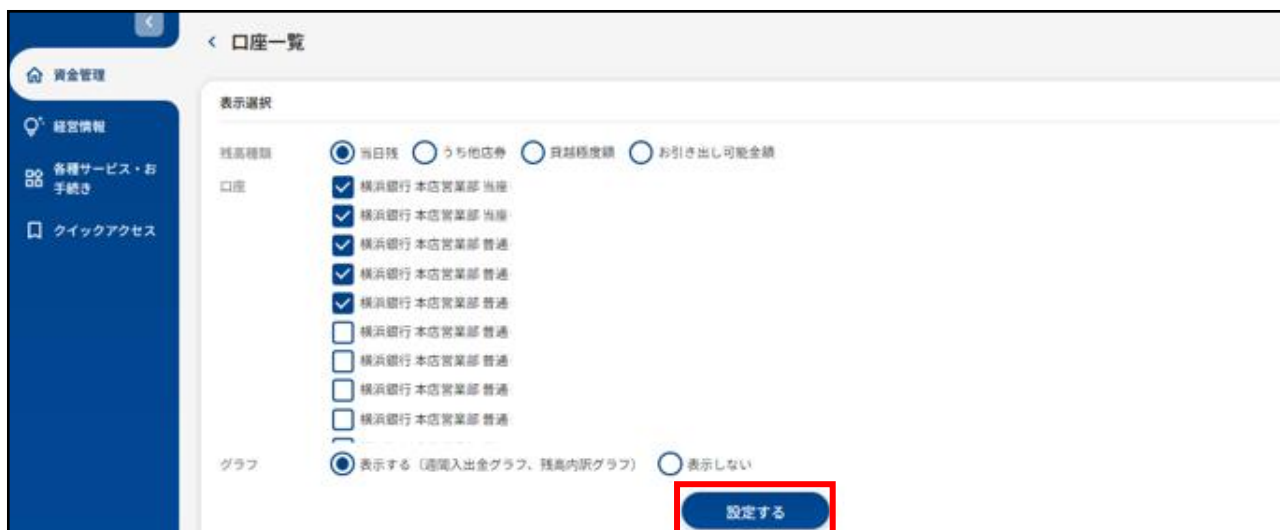 口座一覧
資金管理
経営情報
各種サービス・お
手続き
クイックアクセス
表示選択
残高種類 当日残 うち他店券 貸越極度額 お引き出し可能金額
口座 横浜銀行 本店営業部 当座
横浜銀行 本店営業部 当座
横浜銀行 本店営業部 普通
横浜銀行 本店営業部 普通
横浜銀行 本店営業部 普通
横浜銀行 本店営業部 普通
横浜銀行 本店営業部 普通
横浜銀行 本店営業部 普通
横浜銀行 本店営業部 普通
グラフ 表示する（週間入出金グラフ、残高内訳グラフ） 表示しない
設定する